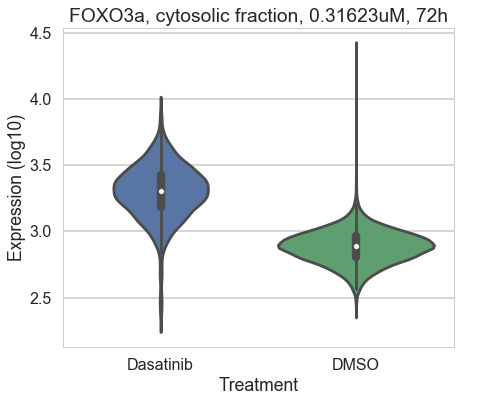 FOXO3a, cytosolic fraction, 0.31623uM, 72h
4.5
4.0
3.5
3.0
2.5
Expression (log10)
Dasatinib
DMSO
Treatment